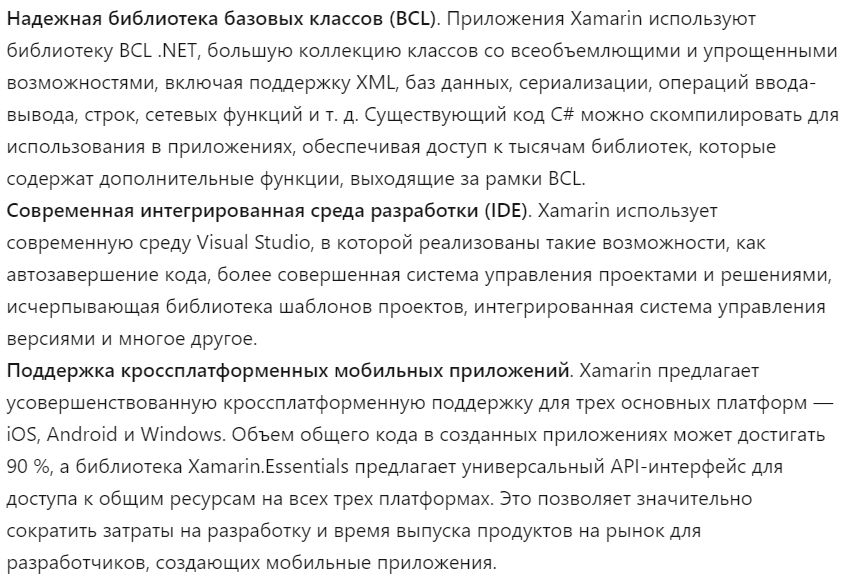 Надежная библиотека базовых классов (BCL). Приложения Xamarin используют
библиотеку BCL .NET, большую коллекцию классов со всеобъемлющими и упрощенными
возможностями, включая поддержку XML, баз данных, сериализации, операций ввода-
вывода, строк, сетевых функций и т. д. Существующий код C# можно скомпилировать для
использования в приложениях, обеспечивая доступ к тысячам библиотек, которые
содержат дополнительные функции, выходящие за рамки BCL.
Современная интегрированная среда разработки (IDE). Xamarin использует
современную среду Visual Studio, в которой реализованы такие возможности, как
автозавершение кода, более совершенная система управления проектами и решениями,
исчерпывающая библиотека шаблонов проектов, интегрированная система управления
версиями и многое другое.
Поддержка кроссплатформенных мобильных приложений. Xamarin предлагает
усовершенствованную кроссплатформенную поддержку для трех основных платформ —
iOS, Android и Windows. Объем общего кода в созданных приложениях может достигать
90 %, а библиотека Xamarin.Essentials предлагает универсальный API-интерфейс для
доступа к общим ресурсам на всех трех платформах. Это позволяет значительно
сократить затраты на разработку и время выпуска продуктов на рынок для
разработчиков, создающих мобильные приложения.